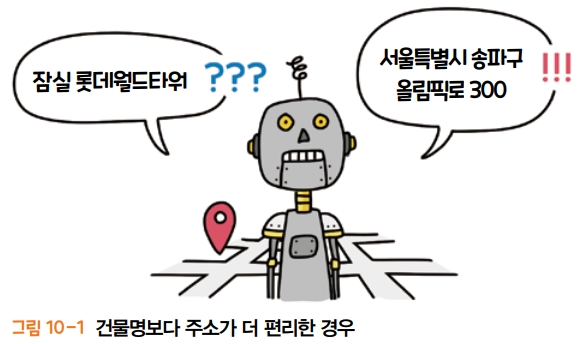 잠실 롯데월드타워
???
서울특별시 송파구
올림픽로 300
!!!
그림 10-1 건물명보다 주소가 더 편리한 경우